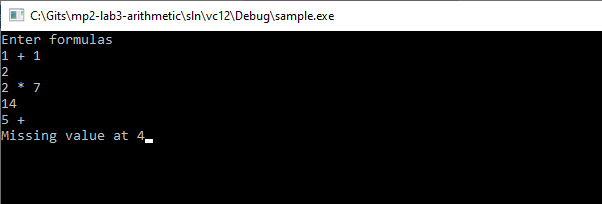 C:\Gits\mp2-lab3-arithmetic\sln\vc12\Debug\sample.exe
Enter formulas
1 + 1
2
2 * 7
14
5 +
Missing value at 4